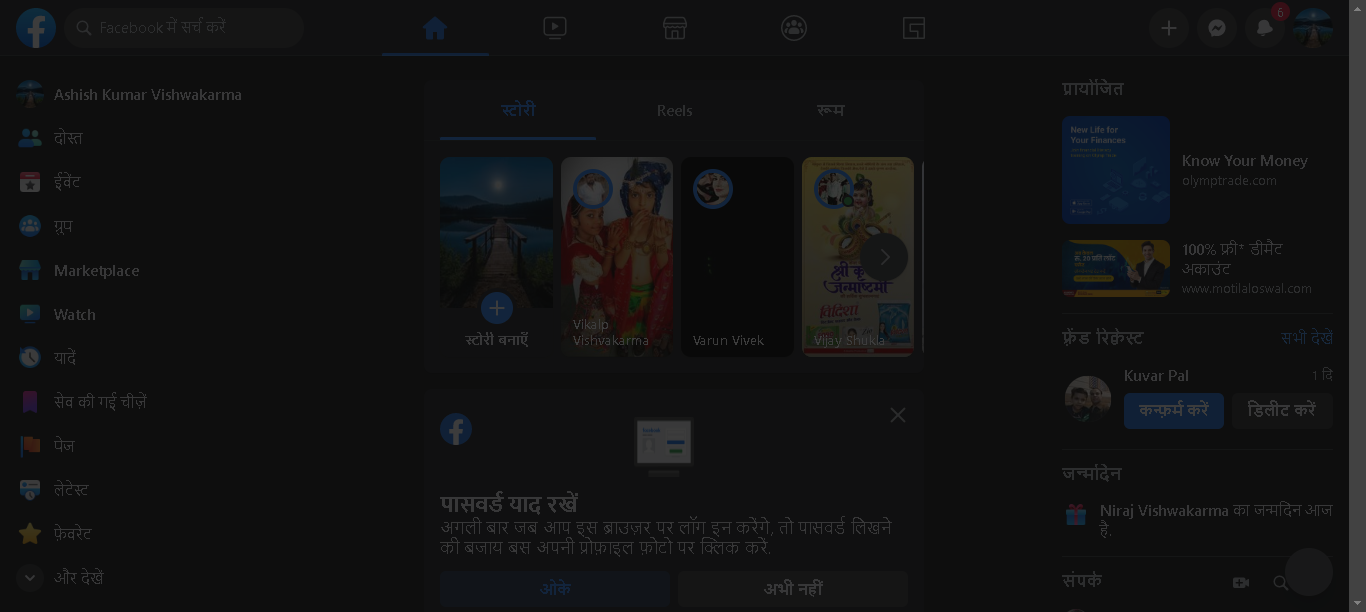 Facebook में सर्च करें
6
Ashish Kumar Vishwakarma
दोस्त
ईवेंट
ग्रुप
Marketplace
Watch
यादें
सेव की गई चीज़ें
पेज
लेटेस्ट
फ़ेवरेट
और देखें
स्टोरी
Reels
रूम
स्टोरी बनाएँ
Vikalp
Vishvakarma
Varun Vivek
जन्माष्टमी
विदिशा
Vijay Shukla
पासवर्ड याद रखें
अगली बार जब आप इस ब्राउज़र पर लॉग इन करेंगे, तो पासवर्ड लिखने
की बजाय बस अपनी प्रोफ़ाइल फ़ोटो पर क्लिक करें.
ओके
अभी नहीं
प्रायोजित
New Life for
Your Finances
Know Your Money
olymptrade.com
100% फ्री* डीमैट
अकाउंट
www.motilaloswal.com
फ़्रेंड रिक्वेस्ट
सभी देखें
Kuvar Pal
1 दि
कन्फ़र्म करें
डिलीट करें
जन्मदिन
Niraj Vishwakarma का जन्मदिन आज
है.
संपर्क